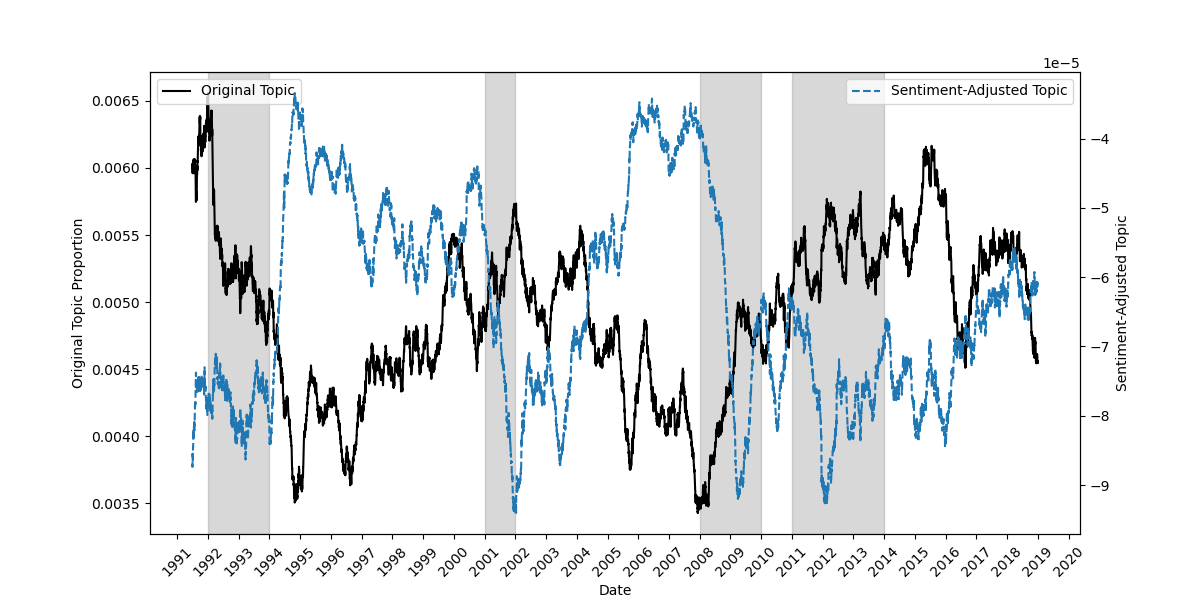 1e−5
Original Topic
Sentiment-Adjusted Topic
0.0065
0.0060
0.0055
0.0050
0.0045
0.0040
0.0035
Original Topic Proportion
−4
−5
−6
−7
−8
−9
Sentiment-Adjusted Topic
1991 1992 1993 1994 1995 1996 1997 1998 1999 2000 2001 2002 2003 2004 2005 2006 2007 2008 2009 2010 2011 2012 2013 2014 2015 2016 2017 2018 2019 2020
Date